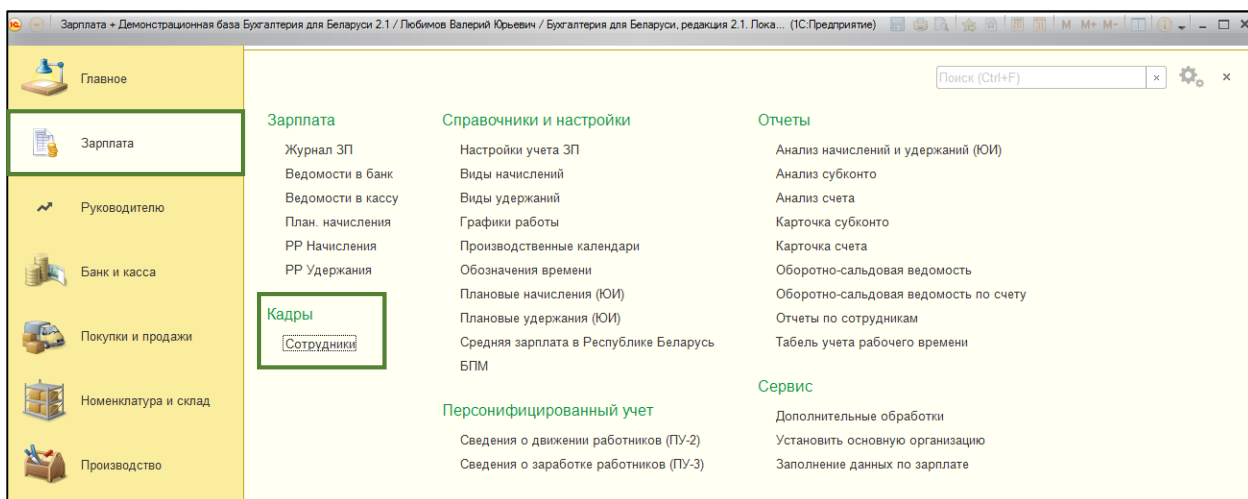 Зарплата + Демонстрационная база Бухгалтерия для Беларуси 2.1 / Любимов Валерий Юрьевич / Бухгалтерия для Беларуси, редакция 2.1. Лока... (1С:Предприятие)
M M+ M-
Главное
Зарплата
Руководителю
Банк и касса
Покупки и продажи
Номенклатура и склад
Производство
Поиск (Ctrl+F)
Зарплата
Журнал ЗП
Ведомости в банк
Ведомости в кассу
План. начисления
РР Начисления
РР Удержания
Кадры
Сотрудники
Справочники и настройки
Настройки учета ЗП
Виды начислений
Виды удержаний
Графики работы
Производственные календари
Обозначения времени
Плановые начисления (ЮИ)
Плановые удержания (ЮИ)
Средняя зарплата в Республике Беларусь
БПМ
Персонифицированный учет
Сведения о движении работников (ПУ-2)
Сведения о заработке работников (ПУ-3)
Отчеты
Анализ начислений и удержаний (ЮИ)
Анализ субконто
Анализ счета
Карточка субконто
Карточка счета
Оборотно-сальдовая ведомость
Оборотно-сальдовая ведомость по счету
Отчеты по сотрудникам
Табель учета рабочего времени
Сервис
Дополнительные обработки
Установить основную организацию
Заполнение данных по зарплате